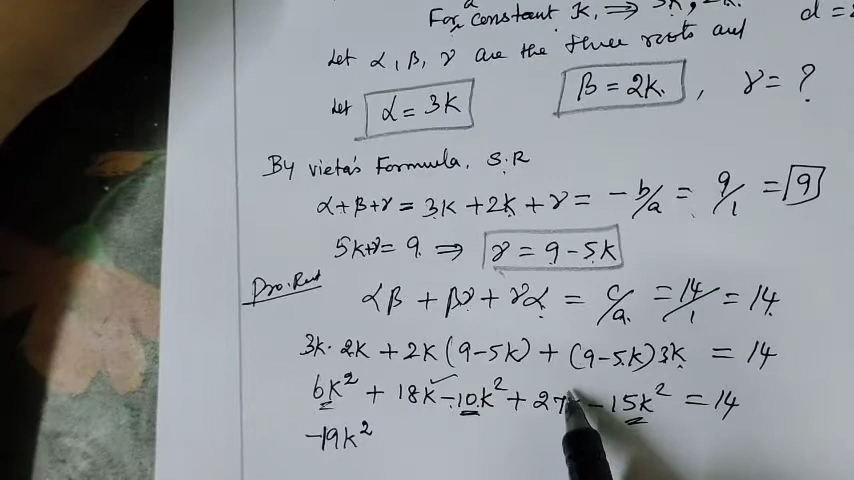 For constant K, ⇒ 3K, 2K.
d =
Let α, β, γ are the three roots and
Let α = 3K β = 2K. , γ = ?
By vieta's Formula. S.R
α+β+γ = 3K + 2K + γ = -b/a = 9/1 = 9
5K+γ = 9 ⇒ γ = 9-5K
Pro.Root αβ + βγ + γα = c/a = 14/1 = 14
3K. 2K + 2K (9-5K) + (9-5K) 3K = 14
6K² + 18K - 10K² + 27 - 15K² = 14
-19K²